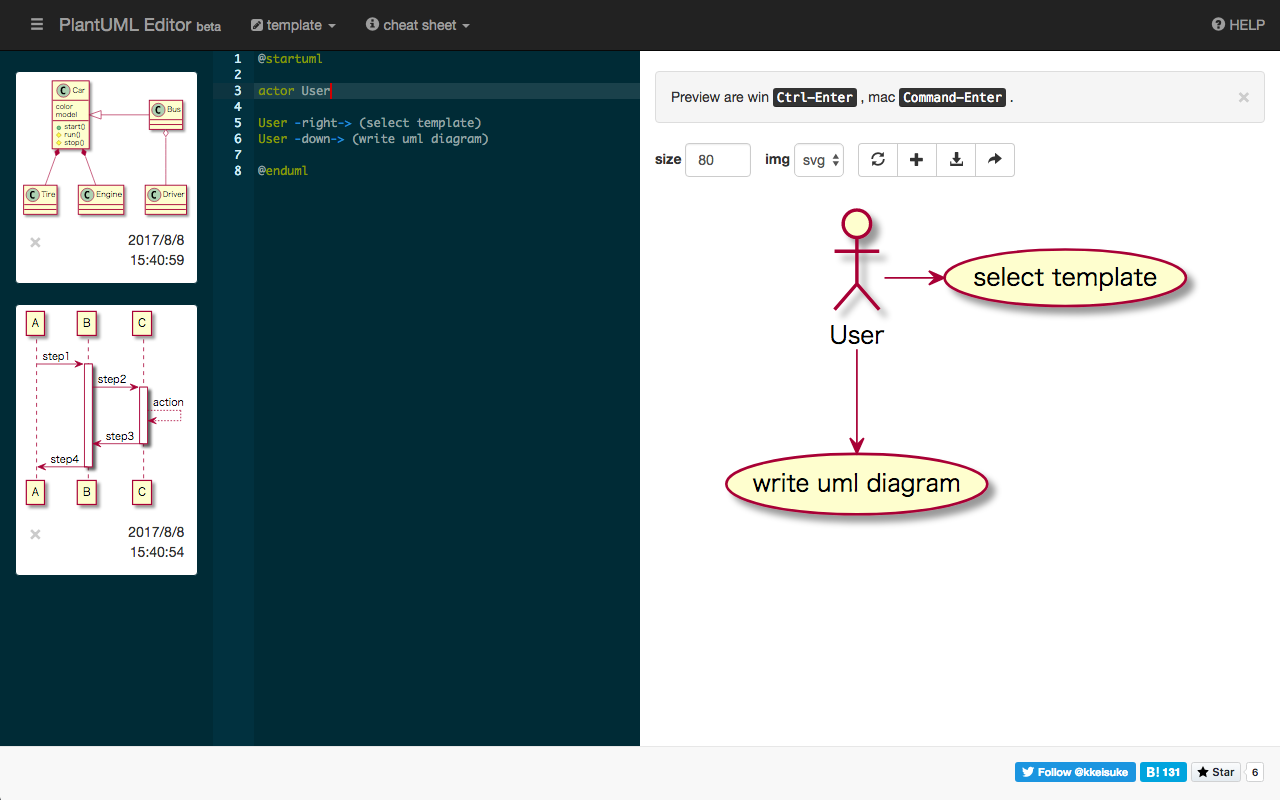 PlantUML Editor beta
template
cheat sheet
HELP
C Car
color
model
start()
run()
stop()
C Bus
C Tire
C Engine
C Driver
2017/8/8
15:40:59
A B C
step1
step2
action
step3
step4
A B C
2017/8/8
15:40:54
1 @startuml
2
3 actor User
4
5 User -right-> (select template)
6 User -down-> (write uml diagram)
7
8 @enduml
Preview are win Ctrl-Enter , mac Command-Enter .
size 80 img svg
select template
User
write uml diagram
Follow @kkeisuke
B! 131
Star
6